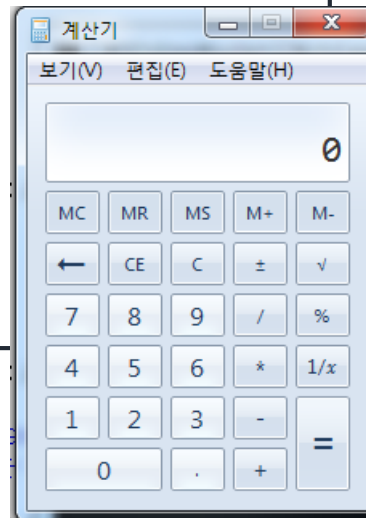 계산기
보기(V) 편집(E) 도움말(H)
0
MC MR MS M+ M-
← CE C ± √
7 8 9 / %
4 5 6 * 1/x
1 2 3 - =
0 . +